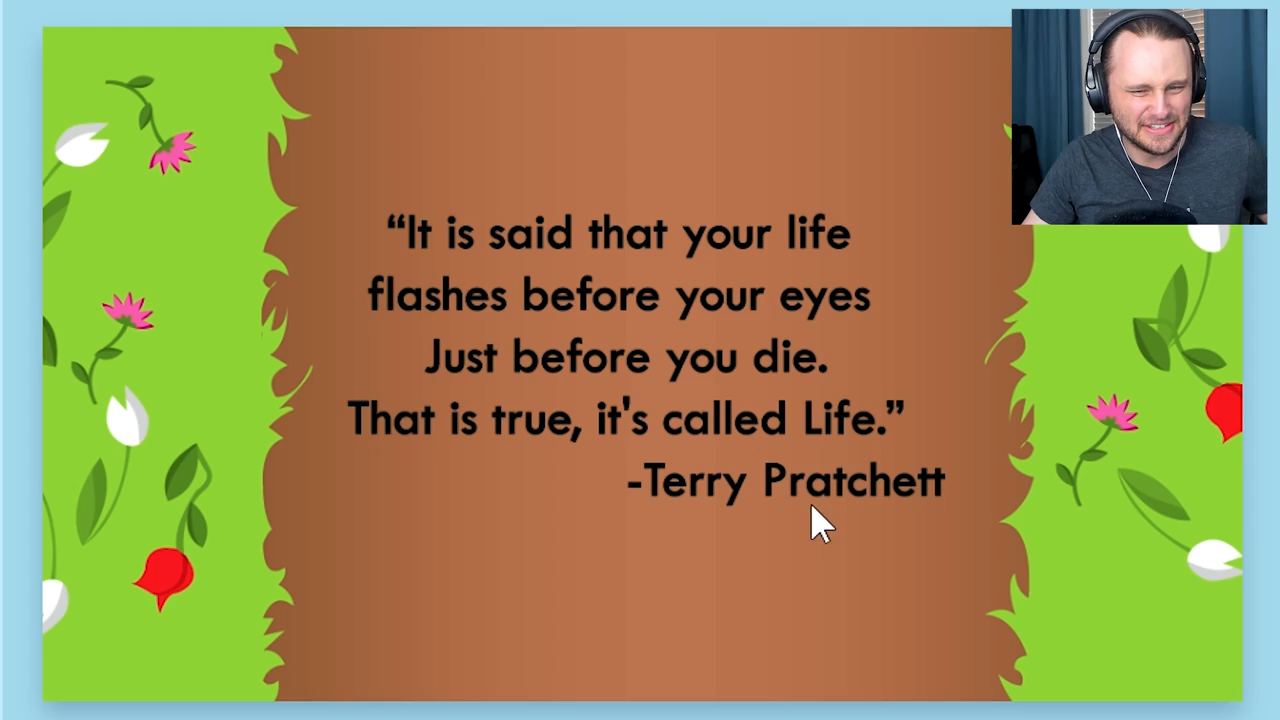 “It is said that your life
flashes before your eyes
Just before you die.
That is true, it's called Life.”
-Terry Pratchett